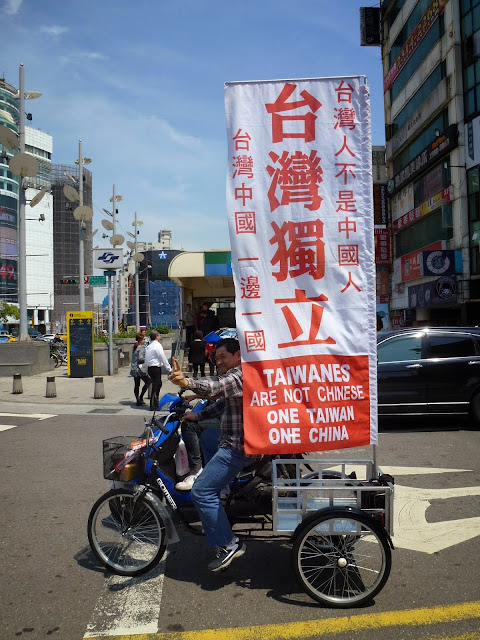 台灣人不是中國人
台灣獨立
台灣中國 一邊一國
TAIWANES
ARE NOT CHINESE
ONE TAIWAN
ONE CHINA